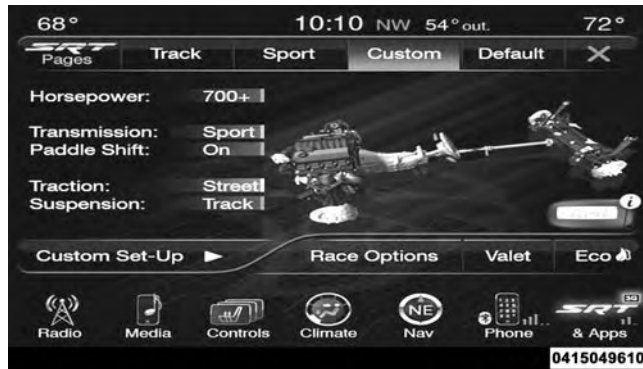 68° 10:10 NW 54° out. 72°
SRT Pages Track Sport Custom Default X
Horsepower: 700+
Transmission: Sport
Paddle Shift: On
Traction: Street
Suspension: Track
i
Custom Set-Up Race Options Valet Eco
NE
3G
SRT
Radio Media Controls Climate Nav Phone & Apps
0415049610